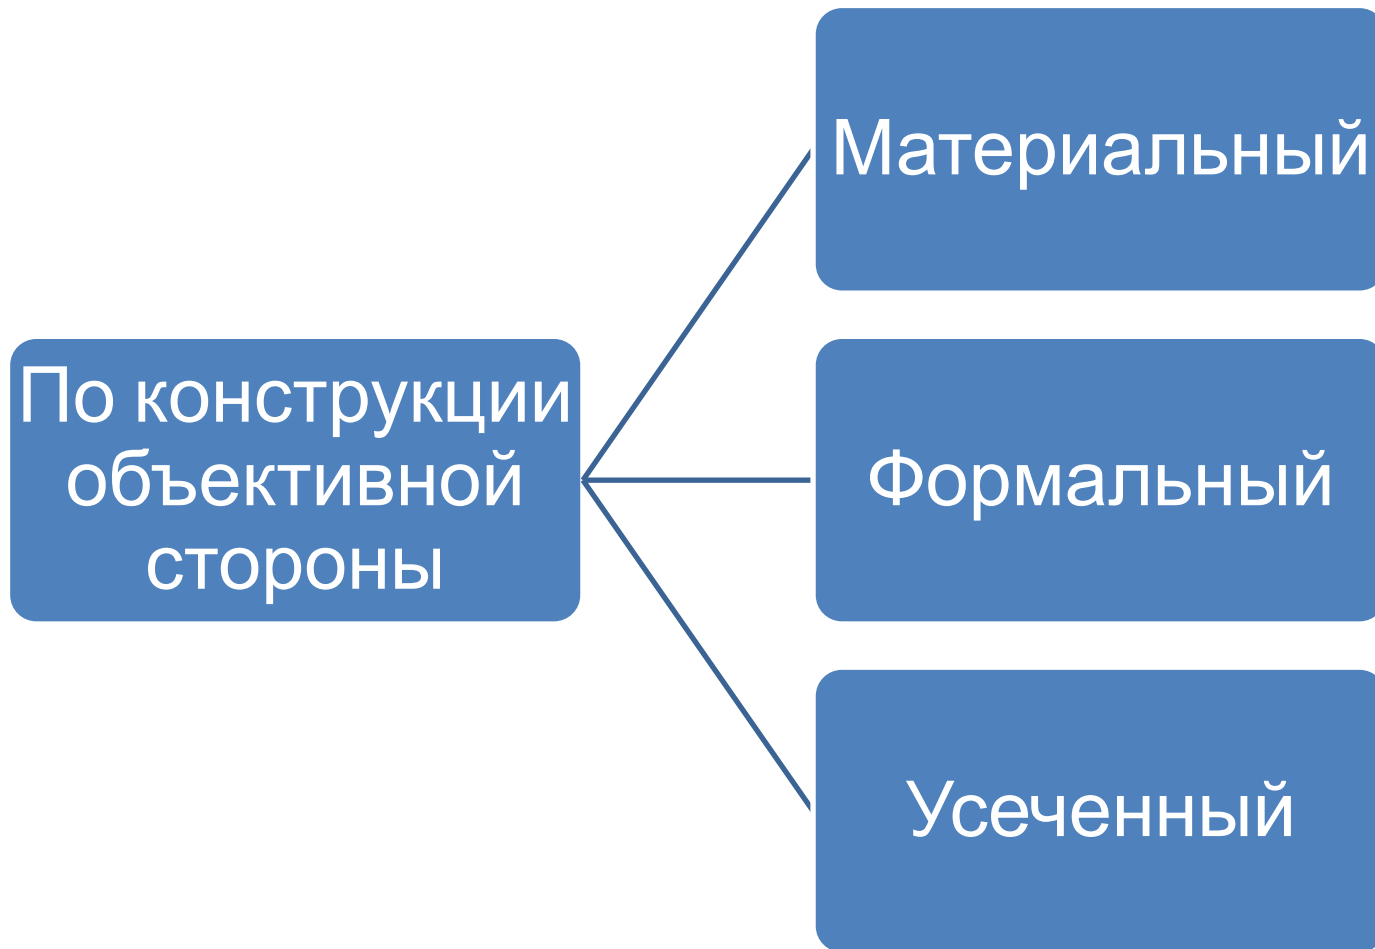 По конструкции
объективной
стороны
Материальный
Формальный
Усеченный